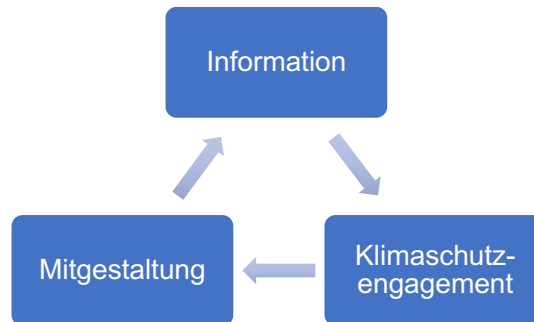 Information
Mitgestaltung
Klimaschutz-
engagement